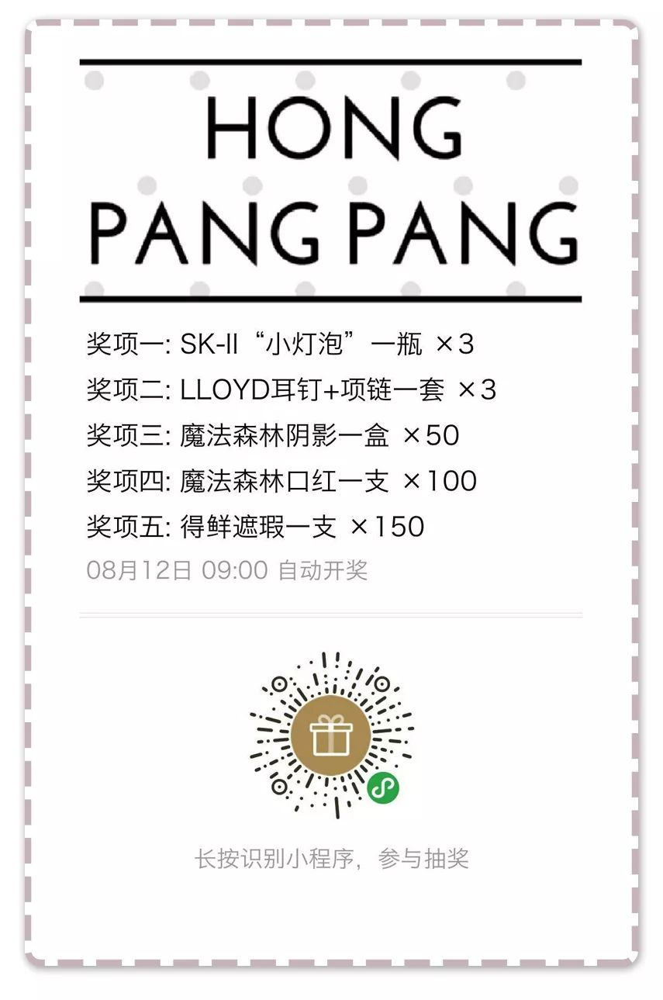 HONG
PANG PANG
奖项一: SK-II“小灯泡”一瓶 ×3
奖项二: LLOYD耳钉+项链一套 ×3
奖项三: 魔法森林阴影一盒 ×50
奖项四: 魔法森林口红一支 ×100
奖项五: 得鲜遮瑕一支 ×150
08月12日 09:00 自动开奖
长按识别小程序，参与抽奖